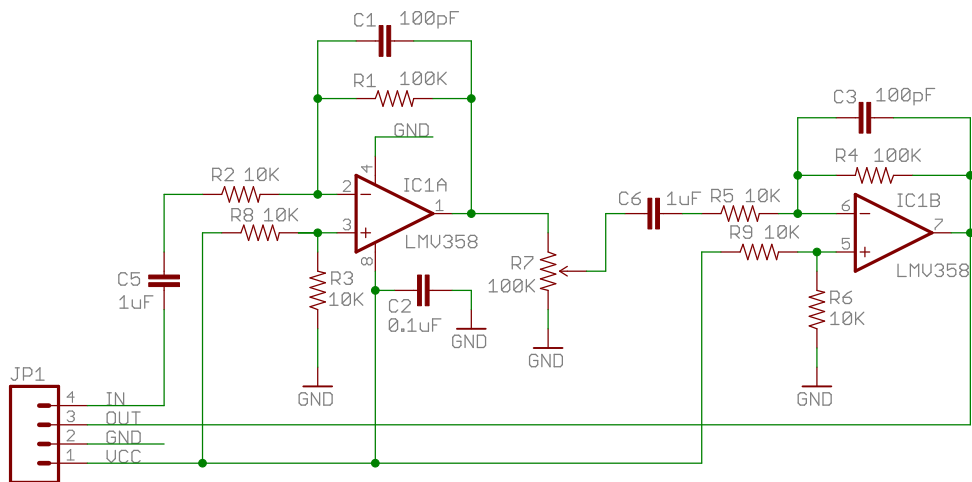 C1 100pF
R1 100K
GND
4
R2 10K
2
IC1A
1
R8 10K
3
LMV358
8
C5
1uF
R3
10K
C2
0.1uF
GND
GND
R7
100K
GND
C6 1uF
C3 100pF
R4 100K
R5 10K
6
IC1B
7
R9 10K
5
LMV358
R6
10K
GND
JP1
4 IN
3 OUT
2 GND
1 VCC